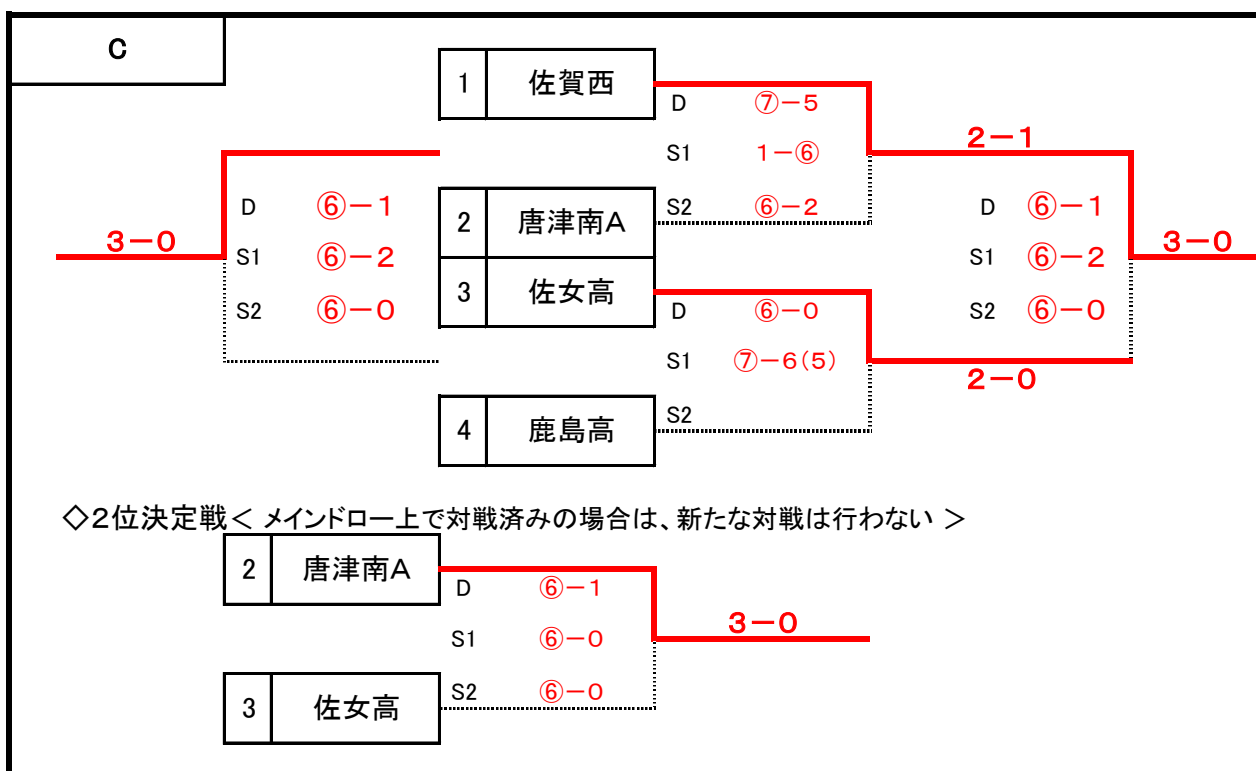 C
1 佐賀西
D ⑦－5
2－1
S1 1－⑥
D ⑥－1
2 唐津南A
S2 ⑥－2
D ⑥－1
3－0
3－0
S1 ⑥－2
S1 ⑥－2
3 佐女高
S2 ⑥－0
D ⑥－0
S2 ⑥－0
S1 ⑦－6(5)
2－0
4 鹿島高
S2
◇2位決定戦＜ メインドロー上で対戦済みの場合は、新たな対戦は行わない ＞
2 唐津南A
D ⑥－1
3－0
S1 ⑥－0
3 佐女高
S2 ⑥－0